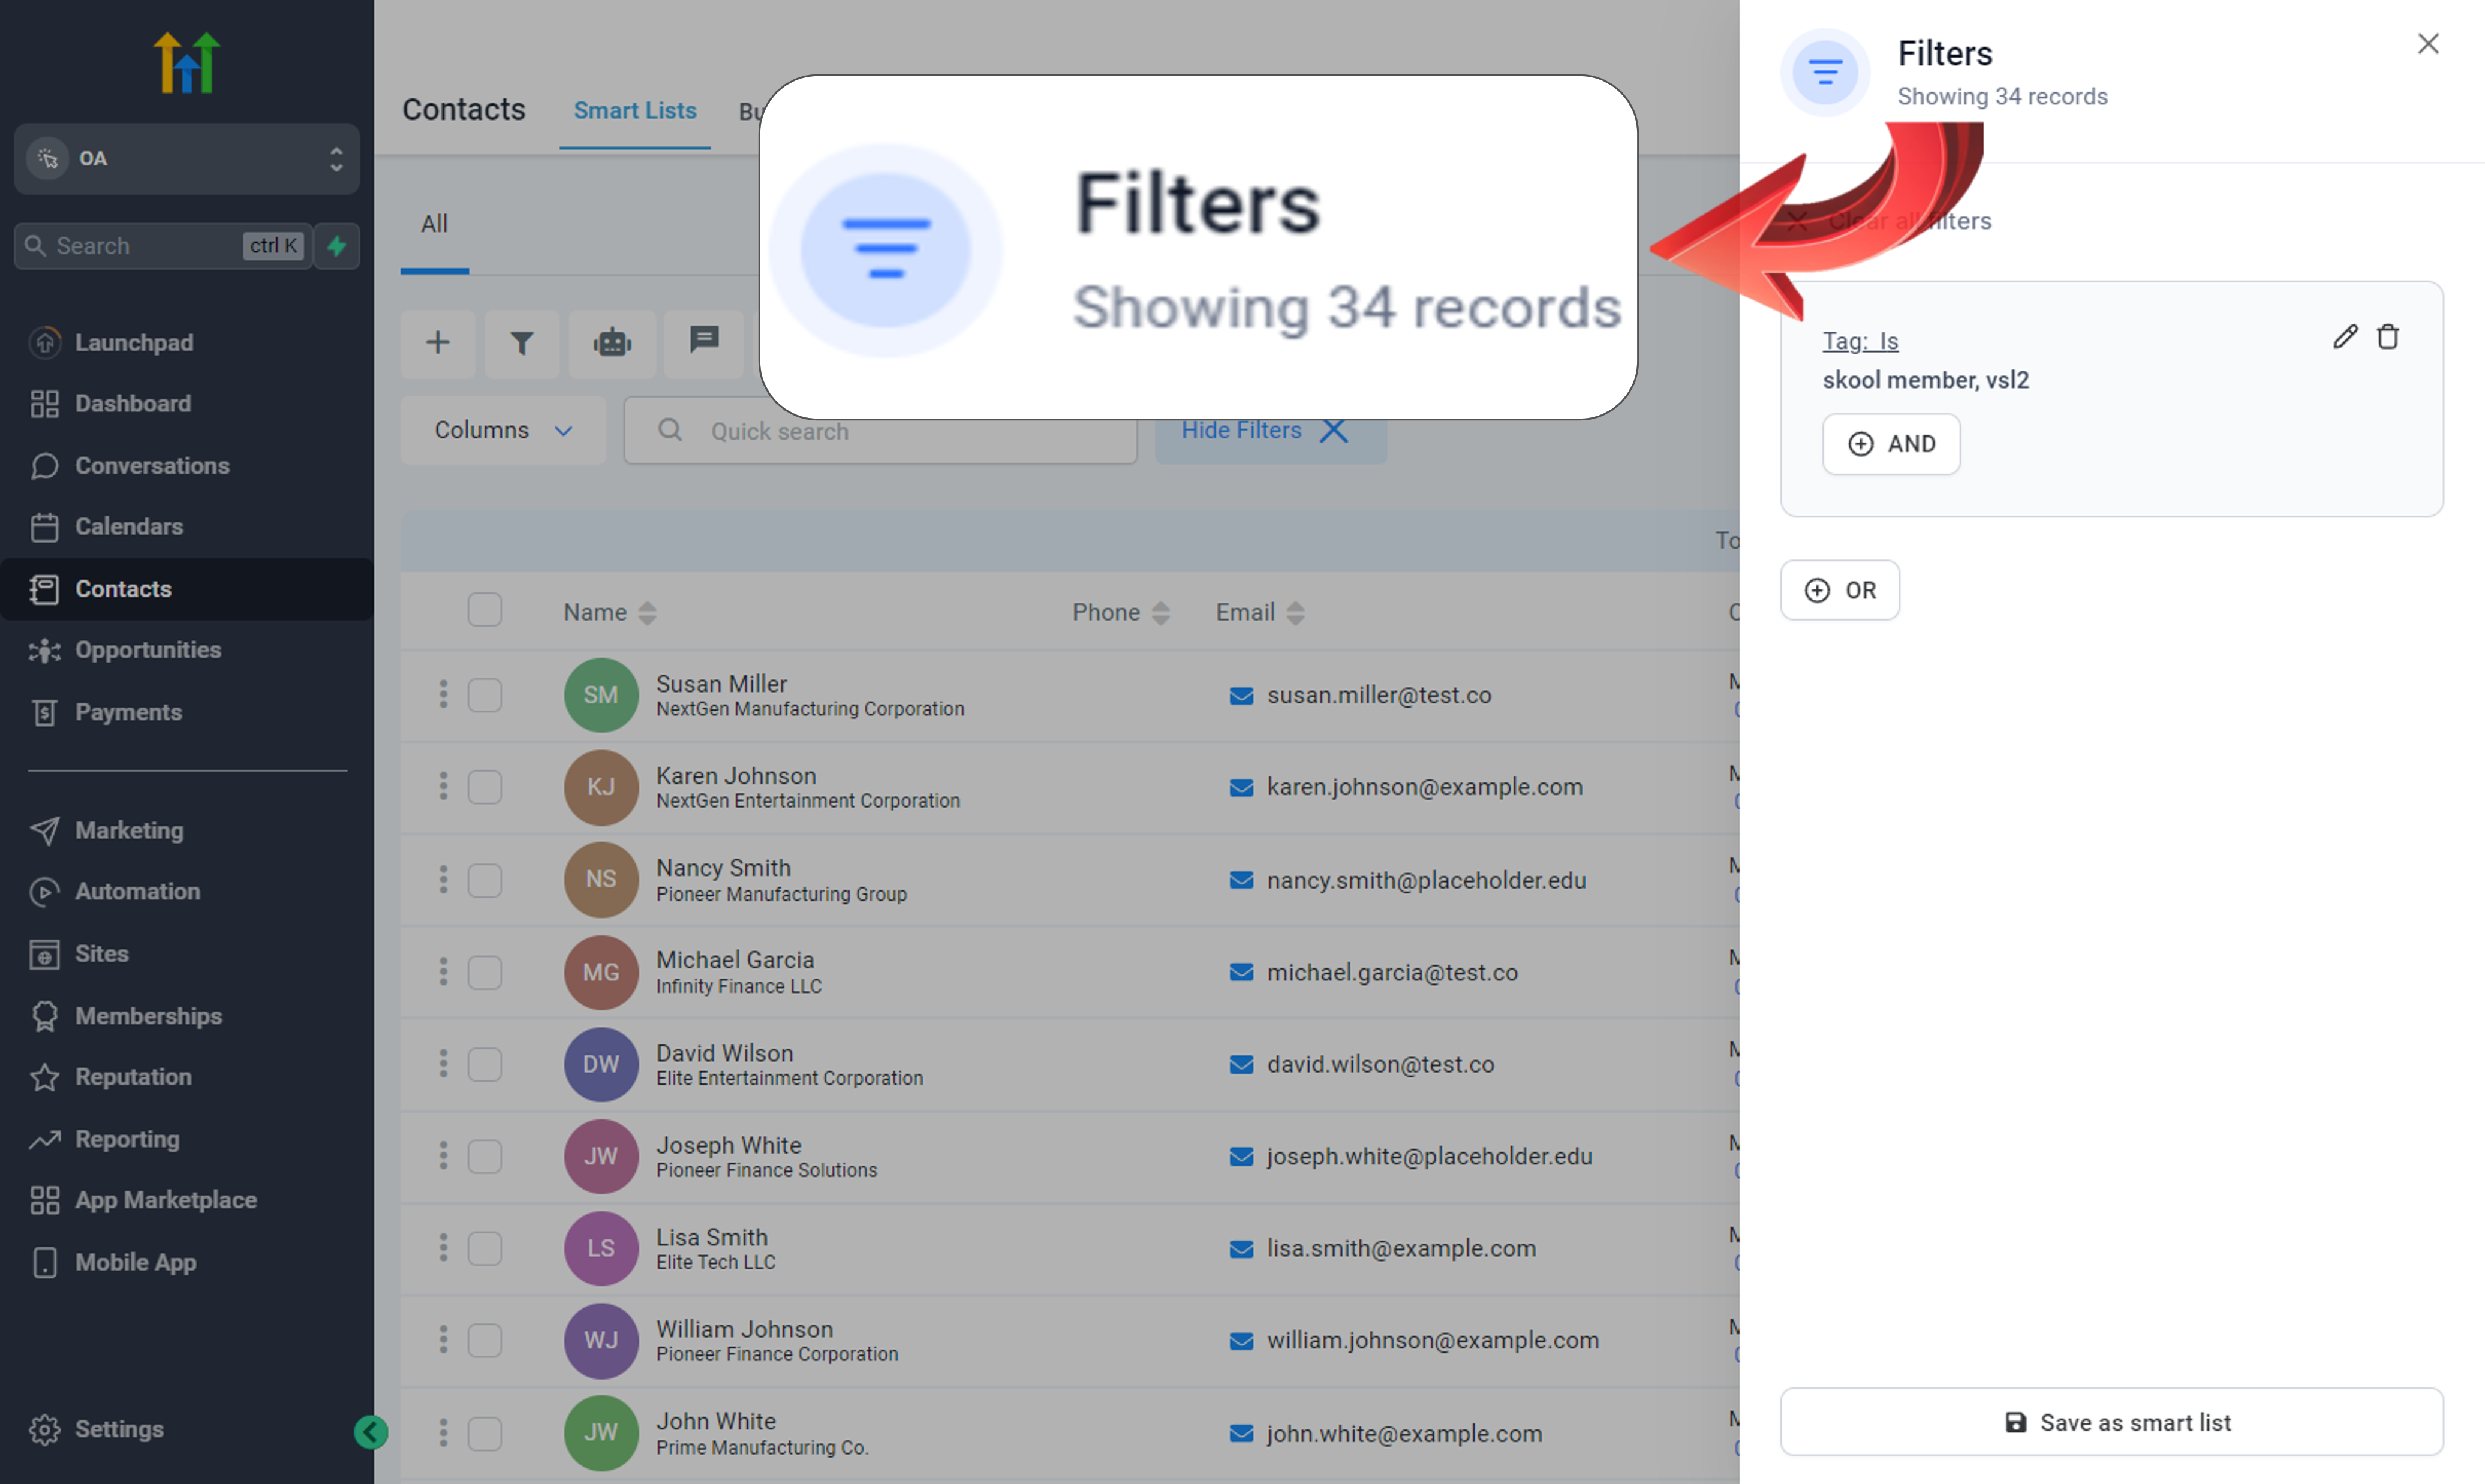 OA
Search
ctrl K
Launchpad
Dashboard
Conversations
Calendars
Contacts
Opportunities
Payments
Marketing
Automation
Sites
Memberships
Reputation
Reporting
App Marketplace
Mobile App
Settings
Contacts
Smart Lists
All
Filters
Showing 34 records
Columns
Quick search
Hide Filters
Name
Phone
Email
SM
Susan Miller
NextGen Manufacturing Corporation
susan.miller@test.co
KJ
Karen Johnson
NextGen Entertainment Corporation
karen.johnson@example.com
NS
Nancy Smith
Pioneer Manufacturing Group
nancy.smith@placeholder.edu
MG
Michael Garcia
Infinity Finance LLC
michael.garcia@test.co
DW
David Wilson
Elite Entertainment Corporation
david.wilson@test.co
JW
Joseph White
Pioneer Finance Solutions
joseph.white@placeholder.edu
LS
Lisa Smith
Elite Tech LLC
lisa.smith@example.com
WJ
William Johnson
Pioneer Finance Corporation
william.johnson@example.com
JW
John White
Prime Manufacturing Co.
john.white@example.com
Filters
Showing 34 records
Clear all filters
Tag: Is
skool member, vsl2
AND
OR
Save as smart list